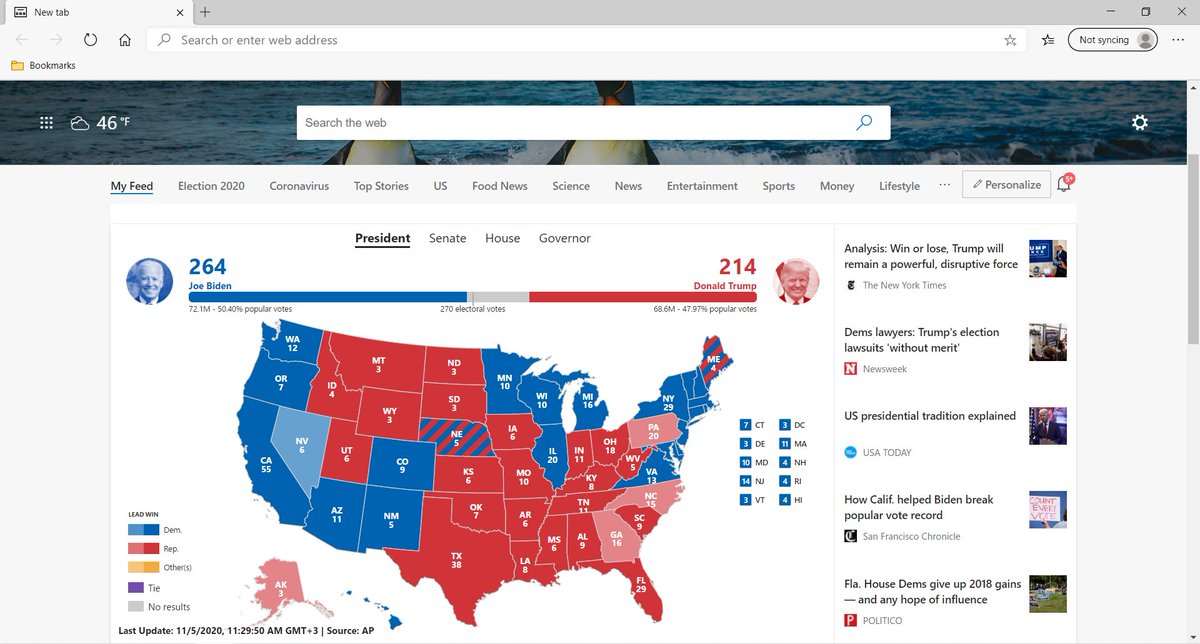 New tab
Search or enter web address
Not syncing
Bookmarks
46 °F
Search the web
My Feed
Election 2020
Coronavirus
Top Stories
US
Food News
Science
News
Entertainment
Sports
Money
Lifestyle
Personalize
5+
President
Senate
House
Governor
264
Joe Biden
214
Donald Trump
72.1M - 50.40% popular votes
270 electoral votes
68.6M - 47.97% popular votes
WA
12
OR
7
CA
55
NV
6
ID
4
MT
3
WY
3
UT
6
AZ
11
CO
9
NM
5
ND
3
SD
3
NE
5
KS
6
OK
7
TX
38
MN
10
IA
6
MO
10
AR
6
LA
8
WI
10
IL
20
MI
16
IN
11
OH
18
KY
8
TN
11
MS
6
AL
9
GA
16
FL
29
SC
9
NC
15
VA
13
WV
5
PA
20
NY
29
ME
4
AK
3
7 CT
3 DC
3 DE
11 MA
10 MD
4 NH
14 NJ
4 RI
3 VT
4 HI
LEAD WIN
Dem.
Rep.
Other(s)
Tie
No results
Last Update: 11/5/2020, 11:29:50 AM GMT+3 | Source: AP
Analysis: Win or lose, Trump will
remain a powerful, disruptive force
The New York Times
Dems lawyers: Trump's election
lawsuits 'without merit'
N Newsweek
US presidential tradition explained
USA TODAY
How Calif. helped Biden break
popular vote record
COUNT
EVERY
VOTE
San Francisco Chronicle
Fla. House Dems give up 2018 gains
— and any hope of influence
P POLITICO